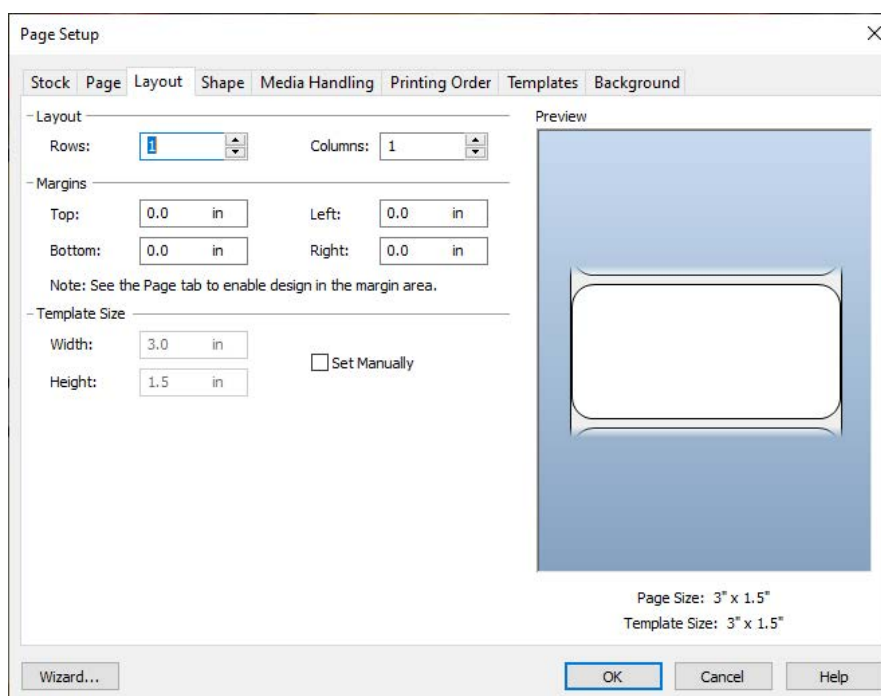 Page Setup
Stock Page Layout Shape Media Handling Printing Order Templates Background
Layout
Rows: 1 Columns: 1
Margins
Top: 0.0 in Left: 0.0 in
Bottom: 0.0 in Right: 0.0 in
Note: See the Page tab to enable design in the margin area.
Template Size
Width: 3.0 in
Set Manually
Height: 1.5 in
Preview
Page Size: 3" x 1.5"
Template Size: 3" x 1.5"
Wizard... OK Cancel Help